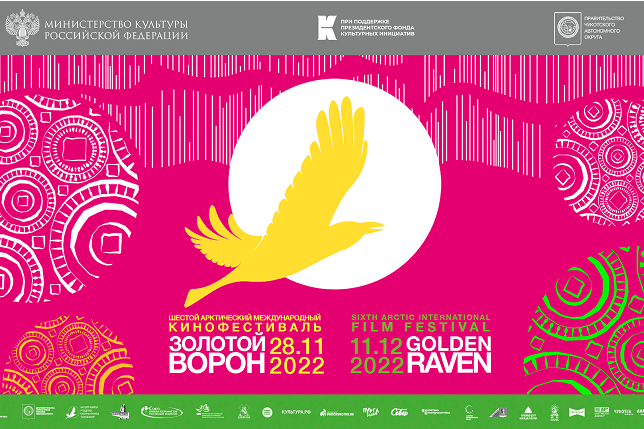 МИНИСТЕРСТВО КУЛЬТУРЫ
РОССИЙСКОЙ ФЕДЕРАЦИИ
ПРИ ПОДДЕРЖКЕ
ПРЕЗИДЕНТСКОГО ФОНДА
КУЛЬТУРНЫХ ИНИЦИАТИВ
ПРАВИТЕЛЬСТВО
ЧУКОТСКОГО
АВТОНОМНОГО
ОКРУГА
ШЕСТОЙ АРКТИЧЕСКИЙ МЕЖДУНАРОДНЫЙ
КИНОФЕСТИВАЛЬ
ЗОЛОТОЙ 28.11
ВОРОН 2022
SIXTH ARCTIC INTERNATIONAL
FILM FESTIVAL
11.12 GOLDEN
2022 RAVEN
КУЛЬТУРА.РФ